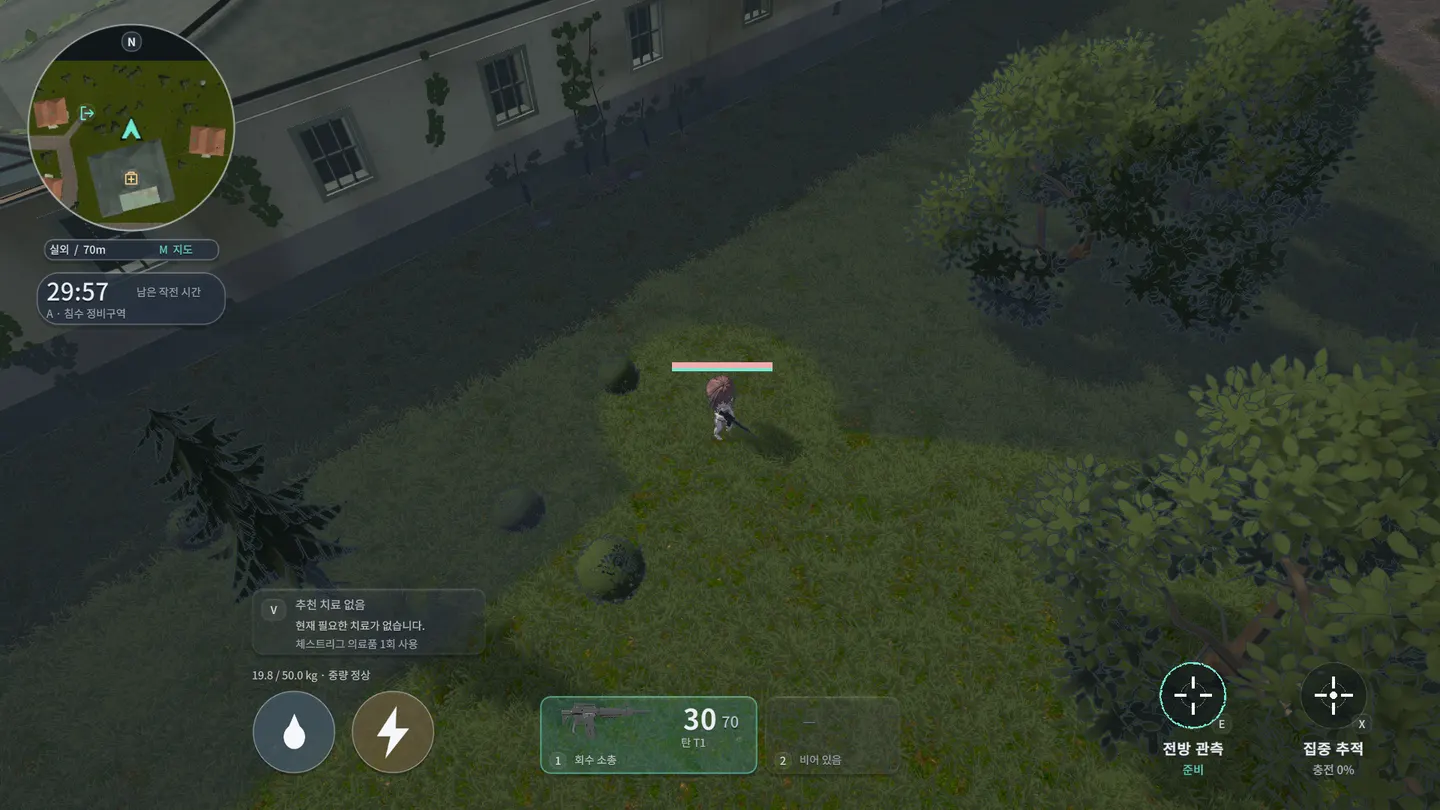 N
실외 / 70m
M 지도
29:57
남은 작전 시간
A · 침수 정비구역
V
추천 치료 없음
현재 필요한 치료가 없습니다.
체스트리그 의료품 1회 사용
19.8 / 50.0 kg · 중량 정상
30 70
탄 T1
1 회수 소총
—
2 비어 있음
E
전방 관측
준비
X
집중 추적
충전 0%